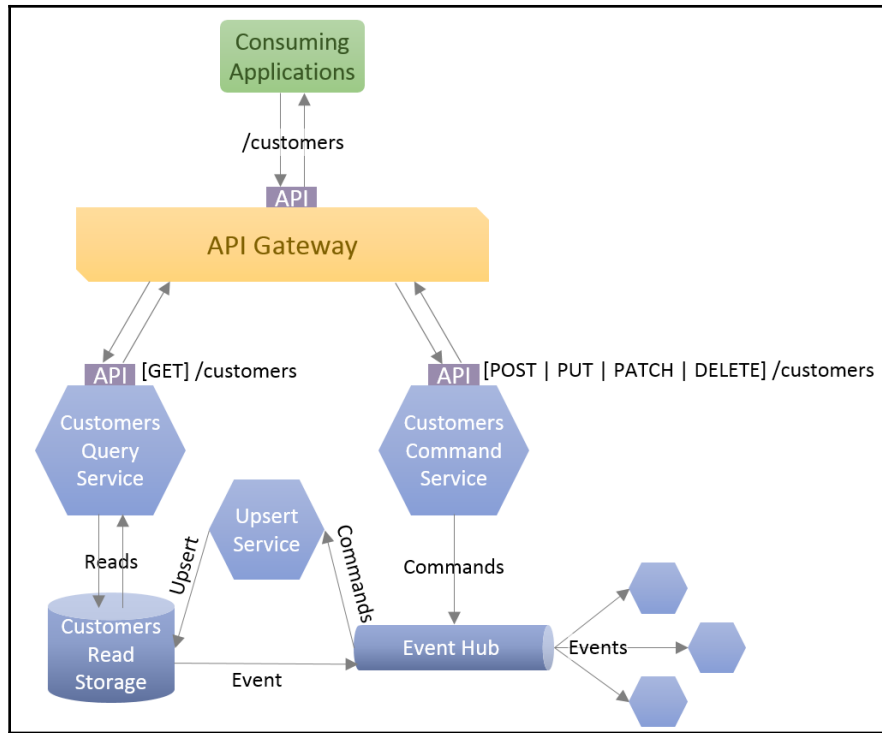 Consuming
Applications
/customers
API
API Gateway
API
[GET] /customers
API
[POST | PUT | PATCH | DELETE] /customers
Customers
Query
Service
Customers
Command
Service
Upsert
Service
Reads
Upsert
Commands
Commands
Customers
Read
Storage
Event
Event Hub
Events